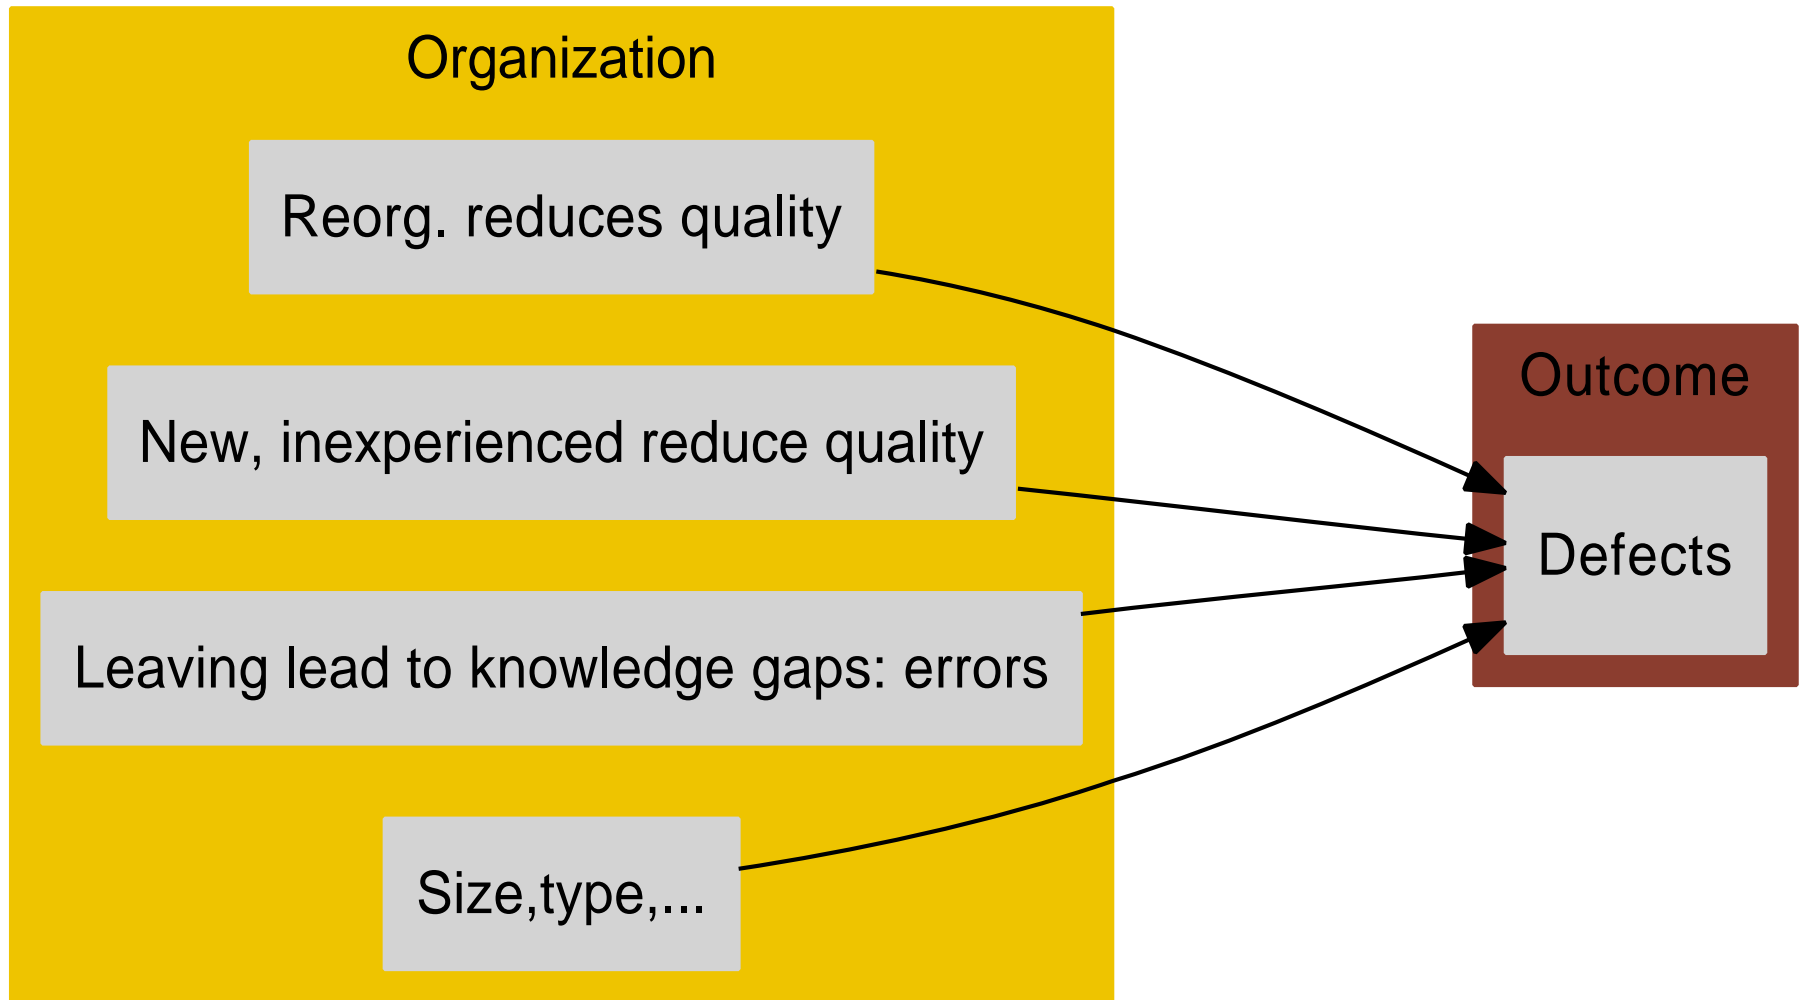 Organization
Reorg. reduces quality
New, inexperienced reduce quality
Leaving lead to knowledge gaps: errors
Size,type,...
Outcome
Defects